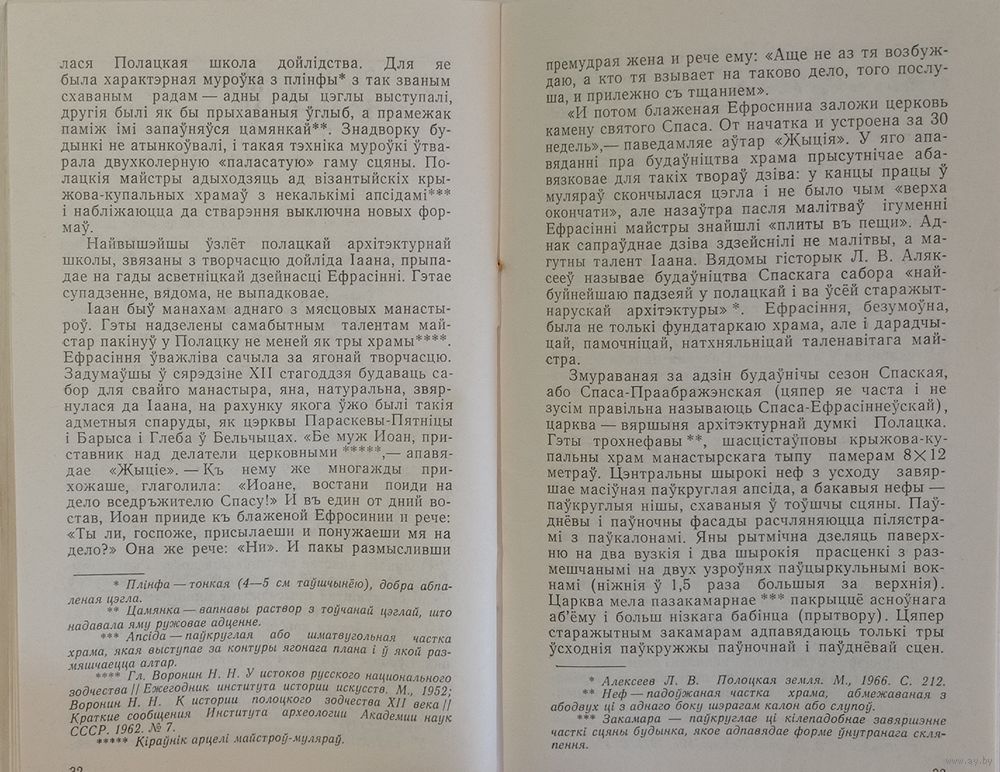 лася Полацкая школа дойлідства. Для яе
была характэрная муроўка з плінфы* з так званым
схаваным радам — адны рады цэглы выступалі,
другія былі як бы прыхаваныя ўглыб, а прамежак
паміж імі запаўняўся цамянкай**. Знадворку бу-
дынкі не атынкоўвалі, і такая тэхніка муроўкі ўтва-
рала двухколерную «паласатую» гаму сцяны. По-
лацкія майстры адыходзяць ад візантыйскіх кры-
жова-купальных храмаў з некалькімі апсідамі***
і набліжаюцца да стварэння выключна новых фор-
маў.
Найвышэйшы ўзлёт полацкай архітэктурнай
школы, звязаны з творчасцю дойліда Іаана, прыпа-
дае на гады асветніцкай дзейнасці Ефрасінні. Гэтае
супадзенне, вядома, не выпадковае.
Іаан быў манахам аднаго з мясцовых манасты-
роў. Гэты надзелены самабытным талентам май-
стар пакінуў у Полацку не меней як тры храмы****.
Ефрасіння ўважліва сачыла за ягонай творчасцю.
Задумаўшы ў сярэдзіне XII стагоддзя будаваць са-
бор для свайго манастыра, яна, натуральна, звяр-
нулася да Іаана, на рахунку якога ўжо былі такія
адметныя спаруды, як цэрквы Параскевы-Пятніцы
і Барыса і Глеба ў Бельчыцах. «Бе муж Иоан, при-
ставник над делатели церковными *****,— апавя-
дае «Жыціе». — Къ нему же многажды при-
хожаше, глаголила: «Иоане, востани поиди на
дело вседръжителю Спасу!» И въ един от дний во-
став, Иоан прииде къ блаженой Ефросинии и рече:
«Ты ли, госпоже, присылаеши и понужаеши мя на
дело?» Она же рече: «Ни». И пакы размысливши
* Плінфа — тонкая (4—5 см таўшчынёю), добра абпа-
леная цэгла.
** Цамянка — вапнавы раствор з тоўчанай цэглай, што
надавала яму ружовае адценне.
*** Апсіда — паўкруглая або шматвугольная частка
храма, якая выступае за контуры ягонага плана і ў якой раз-
мяшчаецца алтар.
**** Гл. Воронин Н. Н. У истоков русского национального
зодчества // Ежегодник института истории искусств. М., 1952;
Воронин Н. Н. К истории полоцкого зодчества XII века //
Краткие сообщения Института археологии Академии наук
СССР. 1962. № 7.
***** Кіраўнік арцелі майстроў-муляраў.
32
премудрая жена и рече ему: «Аще не аз тя возбуж-
даю, а кто тя взывает на таково дело, того послу-
ша, и прилежно съ тщанием».
«И потом блаженая Ефросинна заложи церковь
камену святого Спаса. От начатка и устроена за 30
недель»,— паведамляе аўтар «Жыція». У яго апа-
вяданні пра будаўніцтва храма прысутнічае аба-
вязковае для такіх твораў дзіва: у канцы працы ў
муляраў скончылася цэгла і не было чым «верха
окончати», але назаўтра пасля малітваў ігуменні
Ефрасінні майстры знайшлі «плиты въ пещи». Ад-
нак сапраўднае дзіва здзейснілі не малітвы, а ма-
гутны талент Іаана. Вядомы гісторык Л. В. Аляк-
сееў называе будаўніцтва Спаскага сабора «най-
буйнейшаю падзеяй у полацкай і ва ўсёй старажыт-
нарускай архітэктуры» *. Ефрасіння, безумоўна,
была не толькі фундатаркаю храма, але і дарадчы-
цай, памочніцай, натхняльніцай таленавітага май-
стра.
Змураваная за адзін будаўнічы сезон Спаская,
або Спаса-Праабражэнская (цяпер яе часта і не
зусім правільна называюць Спаса-Ефрасіннеўскай),
царква — вяршыня архітэктурнай думкі Полацка.
Гэты трохнефавы **, шасцістаўповы крыжова-ку-
пальны храм манастырскага тыпу памерам 8×12
метраў. Цэнтральны шырокі неф з усходу завяр-
шае масіўная паўкруглая апсіда, а бакавыя нефы —
паўкруглыя нішы, схаваныя ў тоўшчы сцяны. Паў-
днёвы і паўночны фасады расчляняюцца пілястра-
мі з паўкалонамі. Яны рытмічна дзеляць паверх-
ню на два вузкія і два шырокія прасценкі з раз-
мешчанымі на двух узроўнях паўцыркульнымі вок-
намі (ніжнія ў 1,5 раза большыя за верхнія).
Царква мела пазакамарнае *** пакрыццё асноўнага
аб’ёму і больш нізкага бабінца (прытвору). Цяпер
старажытным закамарам адпавядаюць толькі тры
ўсходнія паўкружжы паўночнай і паўднёвай сцен.
* Алексеев Л. В. Полоцкая земля. М., 1966. С. 212.
** Неф — падоўжаная частка храма, абмежаваная з
абодвух ці з аднаго боку шэрагам калон або слупоў.
*** Закамара — паўкруглае ці кілепадобнае завяршэнне
часткі сцяны будынка, якое адпавядае форме ўнутранага скля-
пення.
www.ay.by